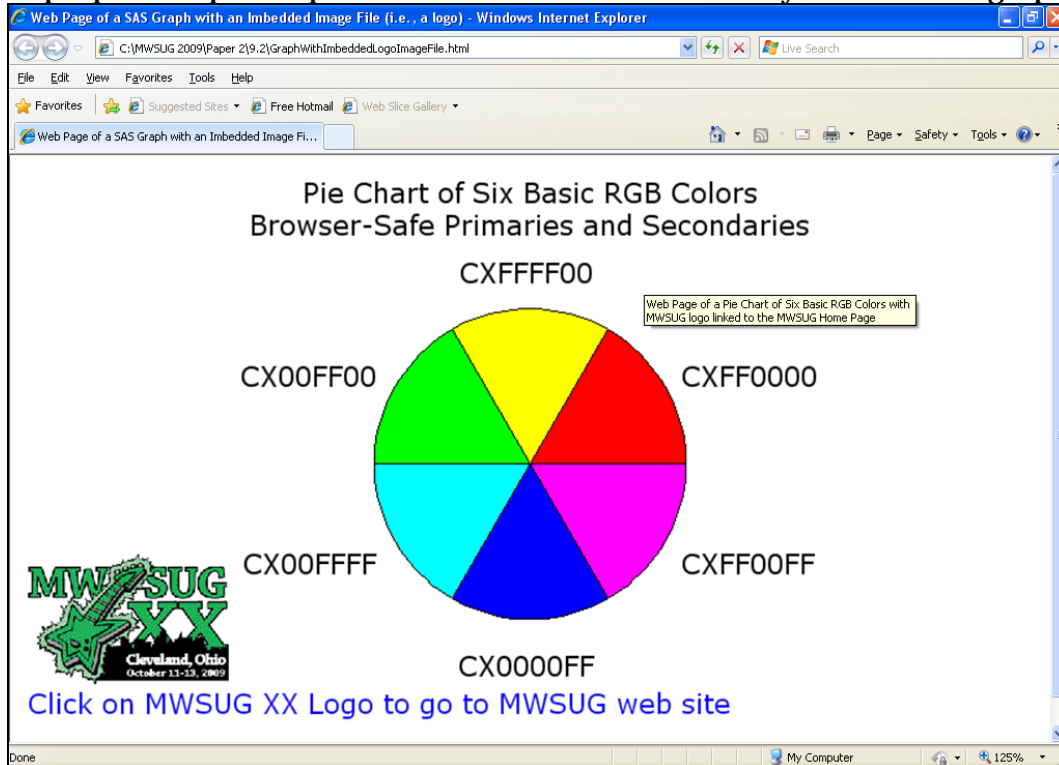 Web Page of a SAS Graph with an Imbedded Image File (i.e., a logo) - Windows Internet Explorer
C:\MWSUG 2009\Paper 2\9.2\GraphWithImbeddedLogoImageFile.html
Live Search
File Edit View Favorites Tools Help
Favorites Suggested Sites Free Hotmail Web Slice Gallery
Web Page of a SAS Graph with an Imbedded Image Fi...
Page Safety Tools
Pie Chart of Six Basic RGB Colors
Browser-Safe Primaries and Secondaries
CXFFFF00
Web Page of a Pie Chart of Six Basic RGB Colors with
MWSUG logo linked to the MWSUG Home Page
CX00FF00
CXFF0000
CX00FFFF
CXFF00FF
MWSUG
XX
Cleveland, Ohio
October 11-13, 2009
CX0000FF
Click on MWSUG XX Logo to go to MWSUG web site
Done My Computer 125%